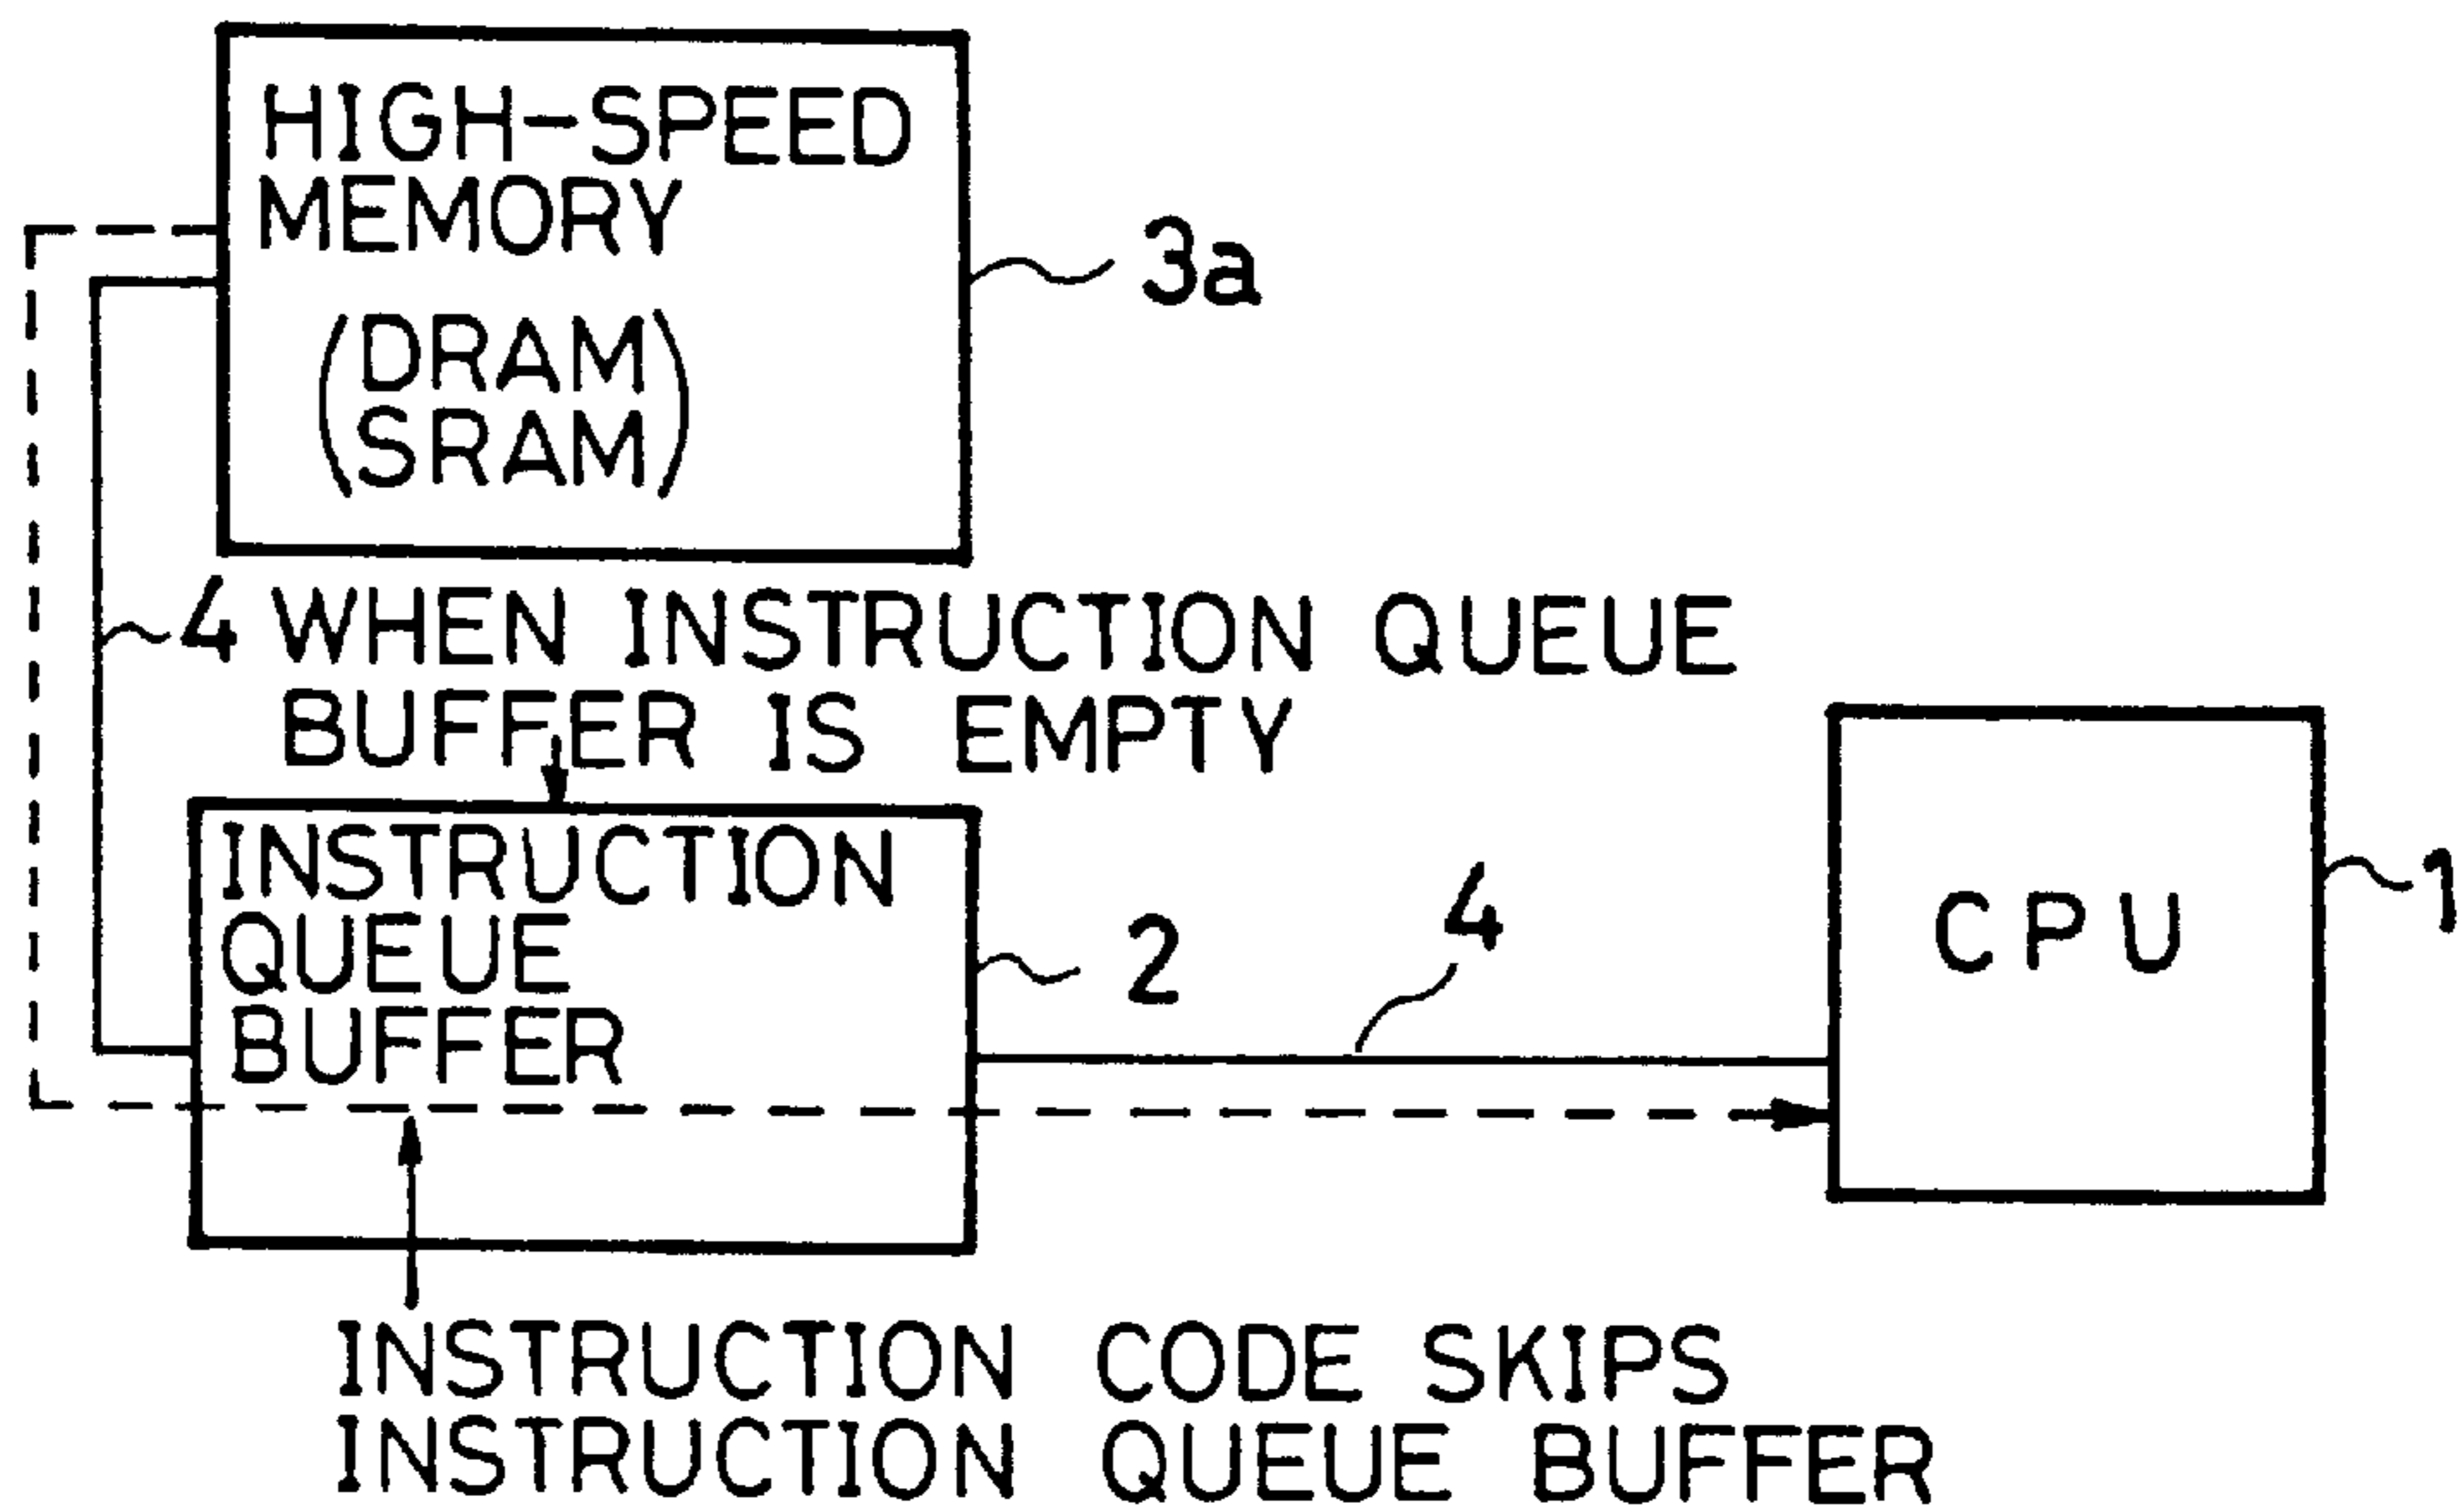 HIGH-SPEED
MEMORY
(DRAM
SRAM)
3a
4 WHEN INSTRUCTION QUEUE
BUFFER IS EMPTY
INSTRUCTION
QUEUE
BUFFER
2
4
CPU
1
INSTRUCTION CODE SKIPS
INSTRUCTION QUEUE BUFFER